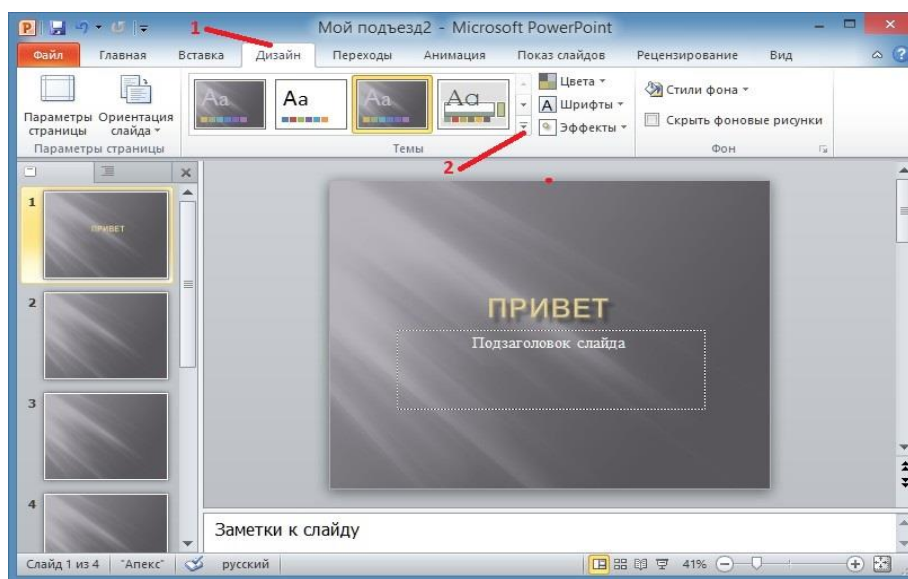 P
1
Мой подъезд2 - Microsoft PowerPoint
Файл Главная Вставка Дизайн Переходы Анимация Показ слайдов Рецензирование Вид
Параметры страницы
Ориентация слайда
Параметры страницы
Aa Aa Aa Aa
Темы
Цвета
Шрифты
Эффекты
2
Стили фона
Скрыть фоновые рисунки
Фон
1
ПРИВЕТ
2
3
4
ПРИВЕТ
Подзаголовок слайда
Заметки к слайду
Слайд 1 из 4 "Апекс" русский 41%